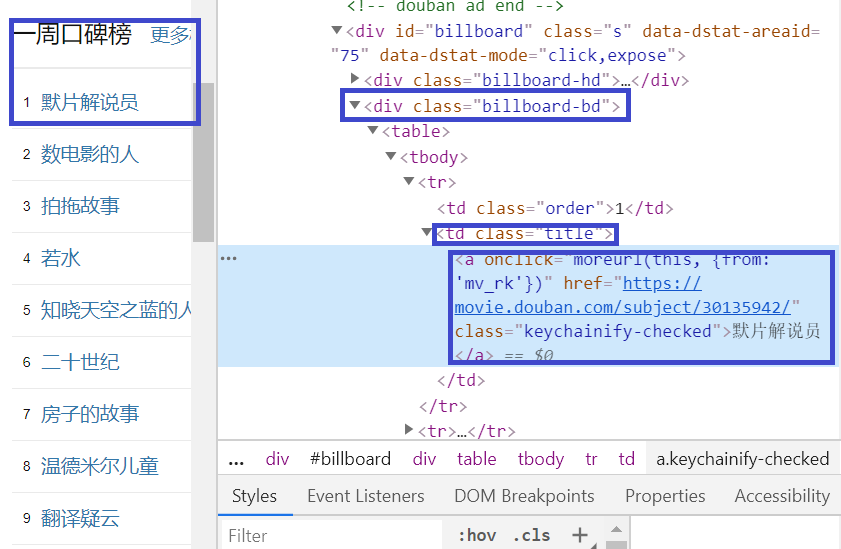 一周口碑榜 更多
1 默片解说员
2 数电影的人
3 拍拖故事
4 若水
5 知晓天空之蓝的人
6 二十世纪
7 房子的故事
8 温德米尔儿童
9 翻译疑云
<!-- douban ad end -->
▼<div id="billboard" class="s" data-dstat-areaid=
"75" data-dstat-mode="click,expose">
▶<div class="billboard-hd">…</div>
▼<div class="billboard-bd">
▼<table>
▼<tbody>
▼<tr>
<td class="order">1</td>
▼<td class="title">
<a onclick="moreurl(this, {from:
'mv_rk'})" href="https://
movie.douban.com/subject/30135942/"
class="keychainify-checked">默片解说员
</a> == $0
</td>
</tr>
▶<tr>…</tr>
… div #billboard div table tbody tr td a.keychainify-checked
Styles Event Listeners DOM Breakpoints Properties Accessibility
Filter :hov .cls +